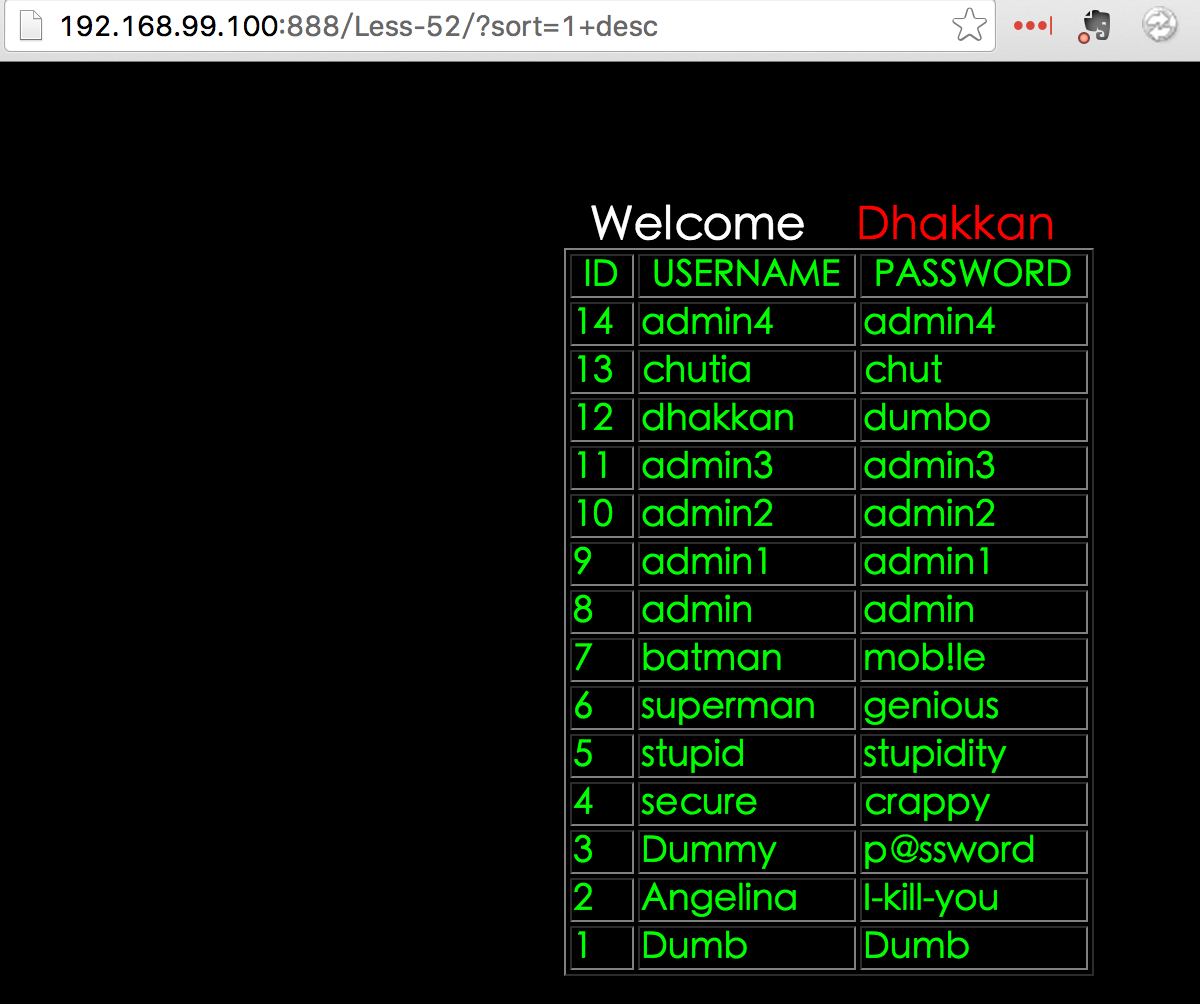 192.168.99.100:888/Less-52/?sort=1+desc
Welcome Dhakkan
ID USERNAME PASSWORD
14 admin4 admin4
13 chutia chut
12 dhakkan dumbo
11 admin3 admin3
10 admin2 admin2
9 admin1 admin1
8 admin admin
7 batman mob!le
6 superman genious
5 stupid stupidity
4 secure crappy
3 Dummy p@ssword
2 Angelina I-kill-you
1 Dumb Dumb